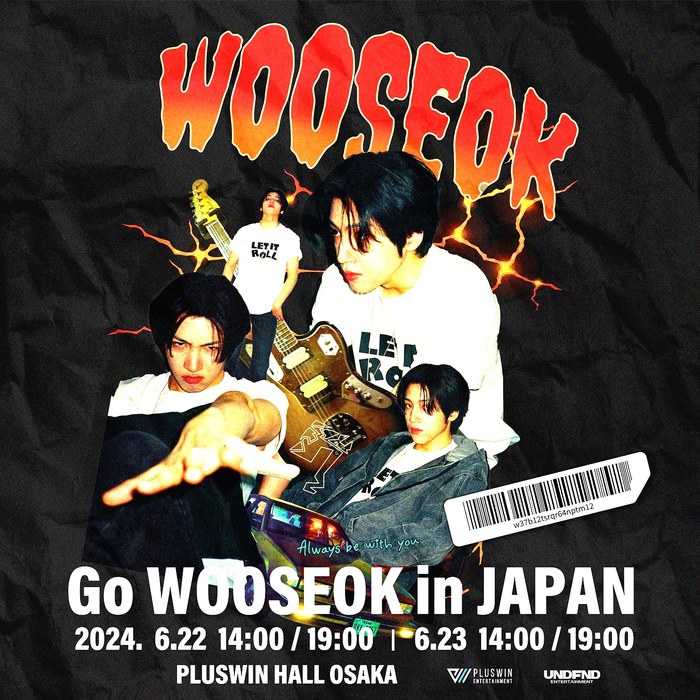 WOOSEOK
LET IT
ROLL
LET
RO
w37b12tsrqr64nptm12
Always be with you
Go WOOSEOK in JAPAN
2024. 6.22 14:00 / 19:00 | 6.23 14:00 / 19:00
PLUSWIN HALL OSAKA
PLUSWIN
ENTERTAINMENT
UNDFND
ENTERTAINMENT